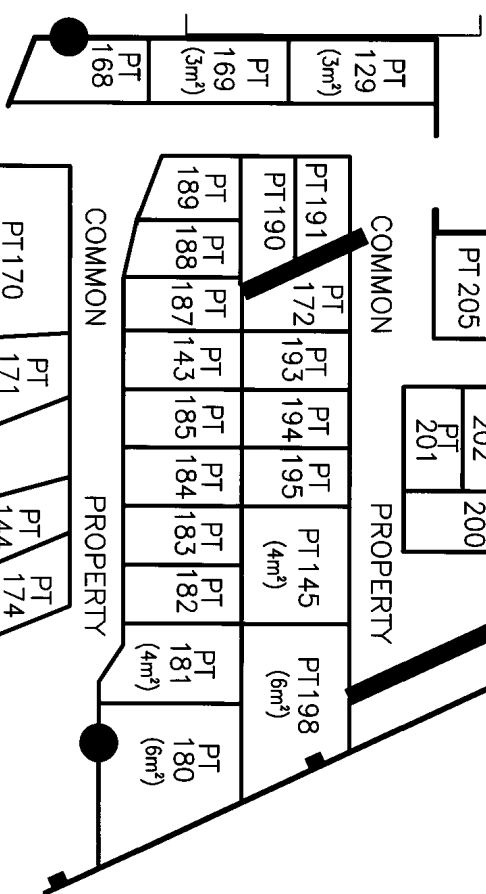 PT 205
202
200
PT
201
COMMON PROPERTY
PT
129
(3m²)
PT
169
(3m²)
PT
168
PT191
PT190
PT
172
PT
193
PT
194
PT
195
PT145
(4m²)
PT198
(6m²)
PT
189
PT
188
PT
187
PT
143
PT
185
PT
184
PT
183
PT
182
PT
181
(4m²)
PT
180
(6m²)
COMMON PROPERTY
PT170
PT
171
PT
144
PT
174